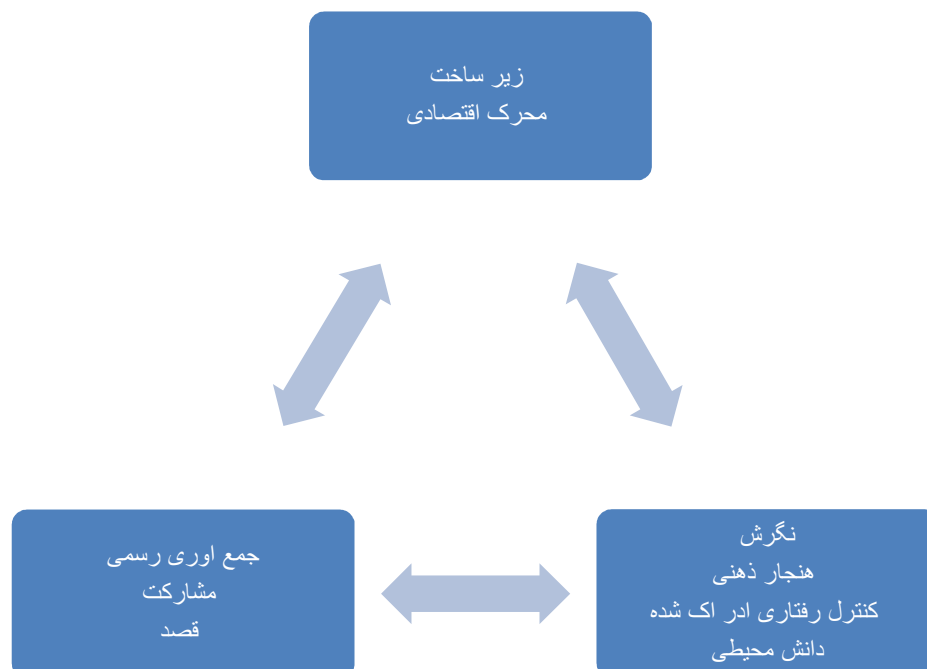 زیر ساخت
محرک اقتصادی
نگرش
هنجار ذهنی
کنترل رفتاری ادر اک شده
دانش محیطی
جمع اوری رسمی
مشارکت
قصد